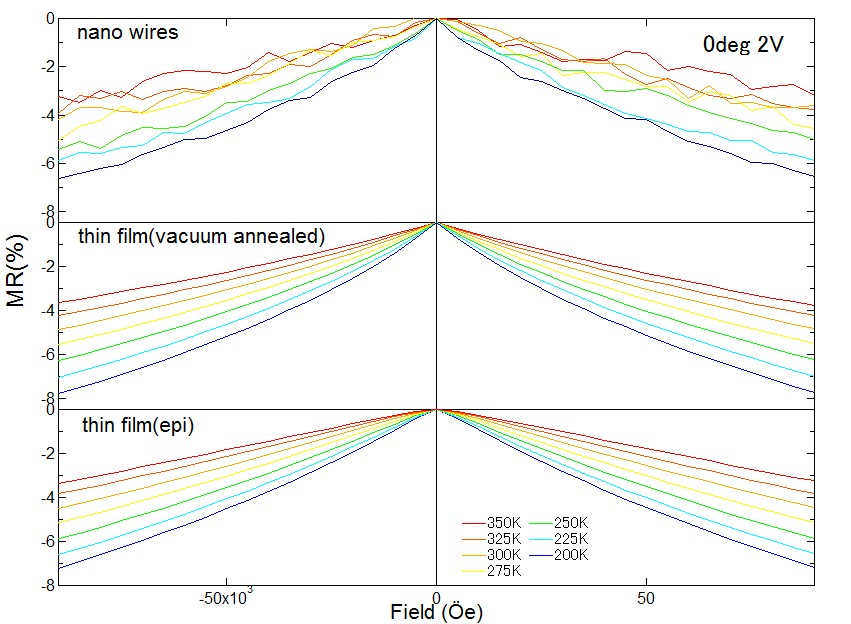 nano wires
0deg 2V
0
-2
-4
-6
-8
thin film(vacuum annealed)
0
-2
-4
-6
-8
thin film(epi)
0
-2
-4
-6
-8
MR(%)
350K 250K
325K 225K
300K 200K
275K
-50x10³ 0 50
Field (Öe)